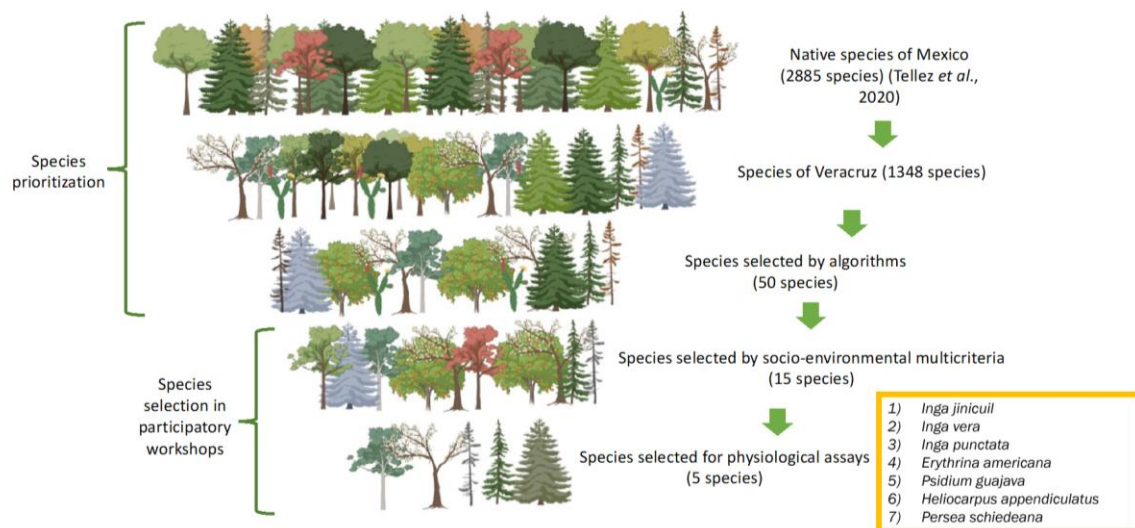 Species
prioritization
Native species of Mexico
(2885 species) (Tellez et al.,
2020)
Species of Veracruz (1348 species)
Species selected by algorithms
(50 species)
Species
selection in
participatory
workshops
Species selected by socio-environmental multicriteria
(15 species)
Species selected for physiological assays
(5 species)
1) Inga jinicuil
2) Inga vera
3) Inga punctata
4) Erythrina americana
5) Psidium guajava
6) Heliocarpus appendiculatus
7) Persea schiedeana